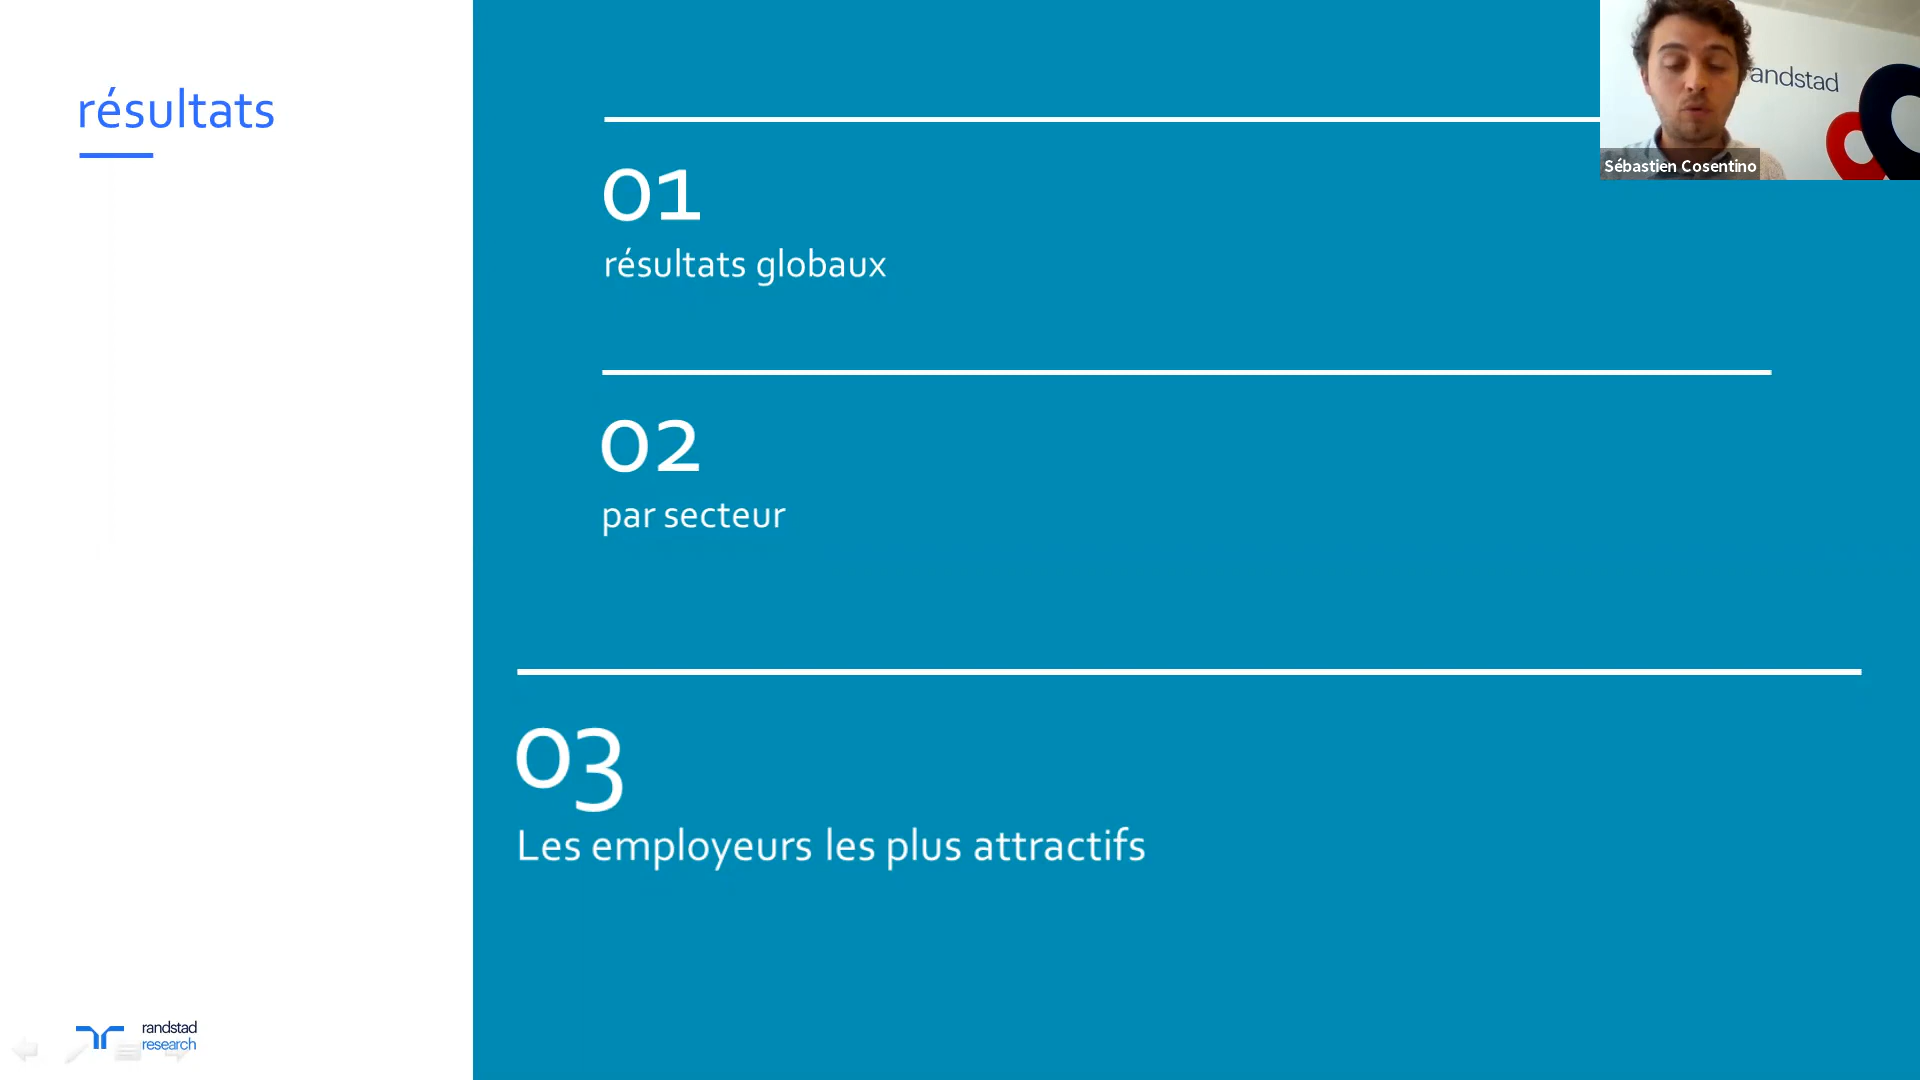 résultats
01
résultats globaux
02
par secteur
03
Les employeurs les plus attractifs
randstad
Sébastien Cosentino
randstad
research